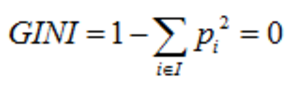 GINI = 1 − ∑_{i∈I} p_i^2 = 0